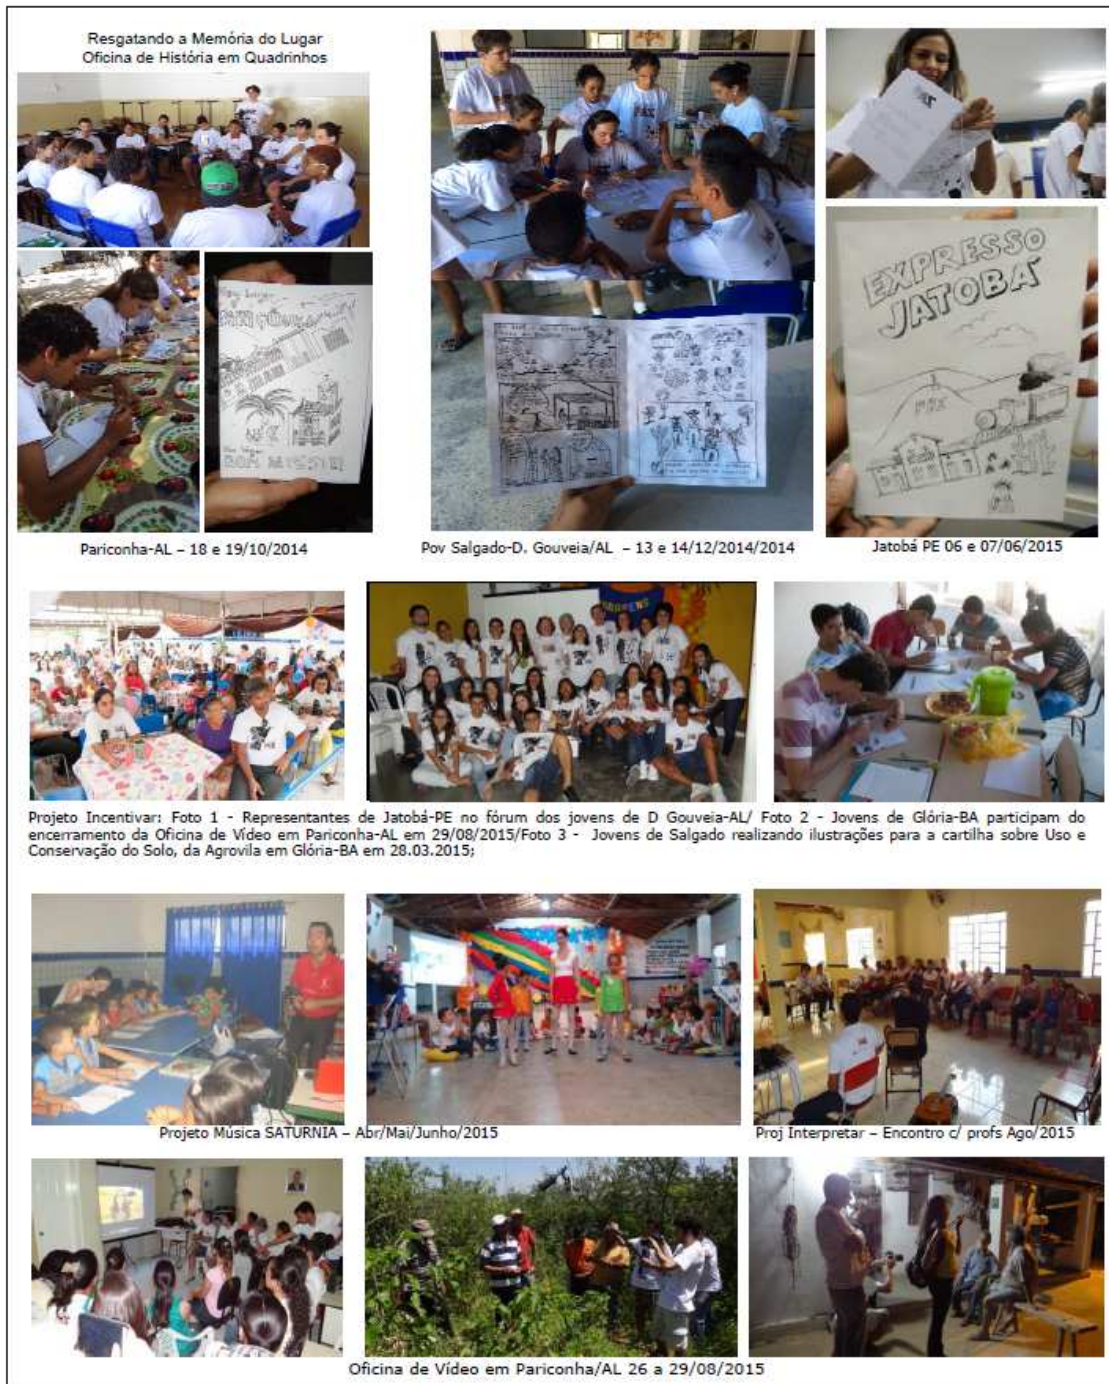 Resgatando a Memória do Lugar
Oficina de História em Quadrinhos
PAZ
EXPRESSO
JATOBÁ
Pariconha-AL – 18 e 19/10/2014
Pov Salgado-D. Gouveia/AL – 13 e 14/12/2014/2014
Jatobá PE 06 e 07/06/2015
Projeto Incentivar: Foto 1 - Representantes de Jatobá-PE no fórum dos jovens de D Gouveia-AL/ Foto 2 - Jovens de Glória-BA participam do
encerramento da Oficina de Vídeo em Pariconha-AL em 29/08/2015/Foto 3 - Jovens de Salgado realizando ilustrações para a cartilha sobre Uso e
Conservação do Solo, da Agrovila em Glória-BA em 28.03.2015;
Projeto Música SATURNIA – Abr/Mai/Junho/2015
Proj Interpretar – Encontro c/ profs Ago/2015
Oficina de Vídeo em Pariconha/AL 26 a 29/08/2015